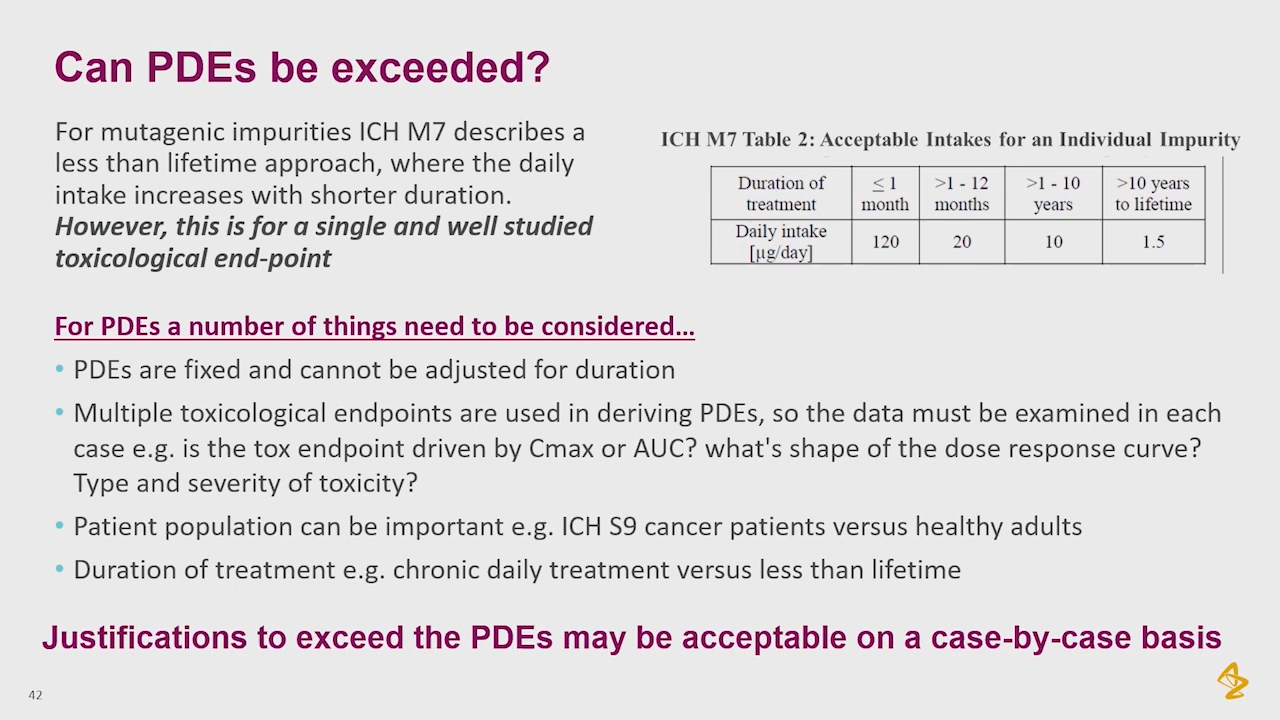 Can PDEs be exceeded?
For mutagenic impurities ICH M7 describes a
less than lifetime approach, where the daily
intake increases with shorter duration.
However, this is for a single and well studied
toxicological end-point
ICH M7 Table 2: Acceptable Intakes for an Individual Impurity
Duration of treatment | ≤ 1 month | >1 - 12 months | >1 - 10 years | >10 years to lifetime
Daily intake [µg/day] | 120 | 20 | 10 | 1.5
For PDEs a number of things need to be considered…
• PDEs are fixed and cannot be adjusted for duration
• Multiple toxicological endpoints are used in deriving PDEs, so the data must be examined in each
case e.g. is the tox endpoint driven by Cmax or AUC? what's shape of the dose response curve?
Type and severity of toxicity?
• Patient population can be important e.g. ICH S9 cancer patients versus healthy adults
• Duration of treatment e.g. chronic daily treatment versus less than lifetime
Justifications to exceed the PDEs may be acceptable on a case-by-case basis
42